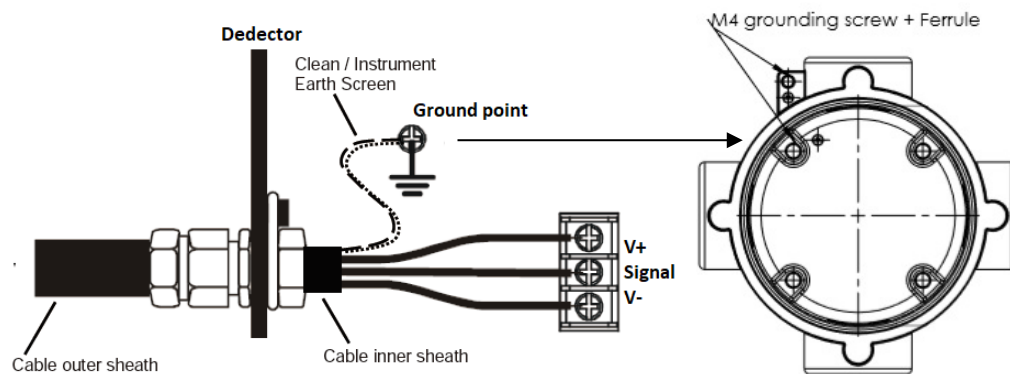 M4 grounding screw + Ferrule
Dedector
Clean / Instrument
Earth Screen
Ground point
V+
Signal
V-
Cable outer sheath
Cable inner sheath